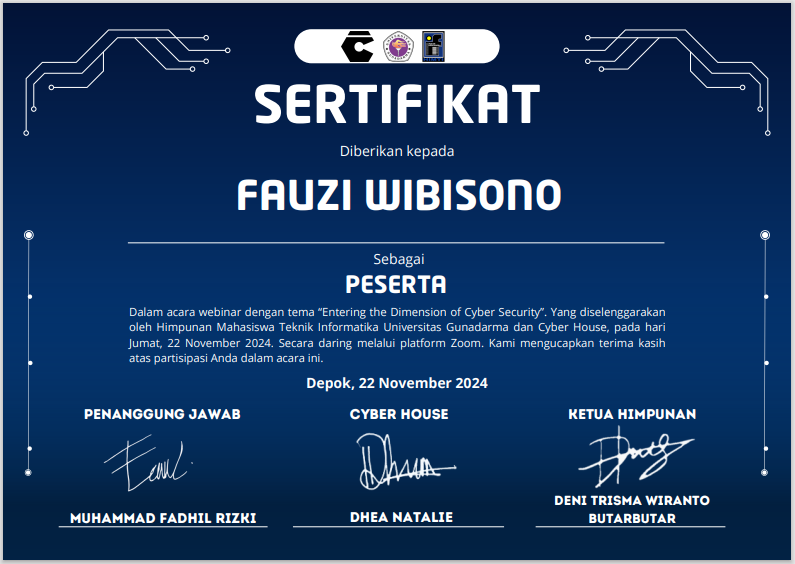 SERTIFIKAT
Diberikan kepada
FAUZI WIBISONO
Sebagai
PESERTA
Dalam acara webinar dengan tema “Entering the Dimension of Cyber Security”. Yang diselenggarakan
oleh Himpunan Mahasiswa Teknik Informatika Universitas Gunadarma dan Cyber House, pada hari
Jumat, 22 November 2024. Secara daring melalui platform Zoom. Kami mengucapkan terima kasih
atas partisipasi Anda dalam acara ini.
Depok, 22 November 2024
PENANGGUNG JAWAB
CYBER HOUSE
KETUA HIMPUNAN
MUHAMMAD FADHIL RIZKI
DHEA NATALIE
DENI TRISMA WIRANTO
BUTARBUTAR